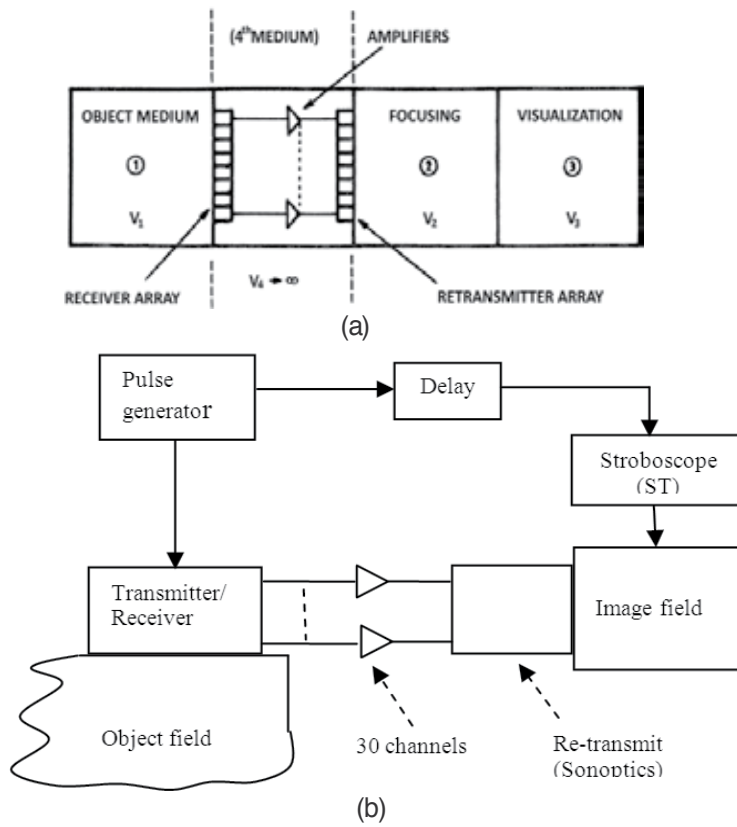 (4th MEDIUM)
AMPLIFIERS
OBJECT MEDIUM
FOCUSING
VISUALIZATION
①
②
③
V₁
V₂
V₃
RECEIVER ARRAY
V₄ → ∞
RETRANSMITTER ARRAY
(a)
Pulse
generator
Delay
Stroboscope
(ST)
Transmitter/
Receiver
Image field
Object field
30 channels
Re-transmit
(Sonoptics)
(b)